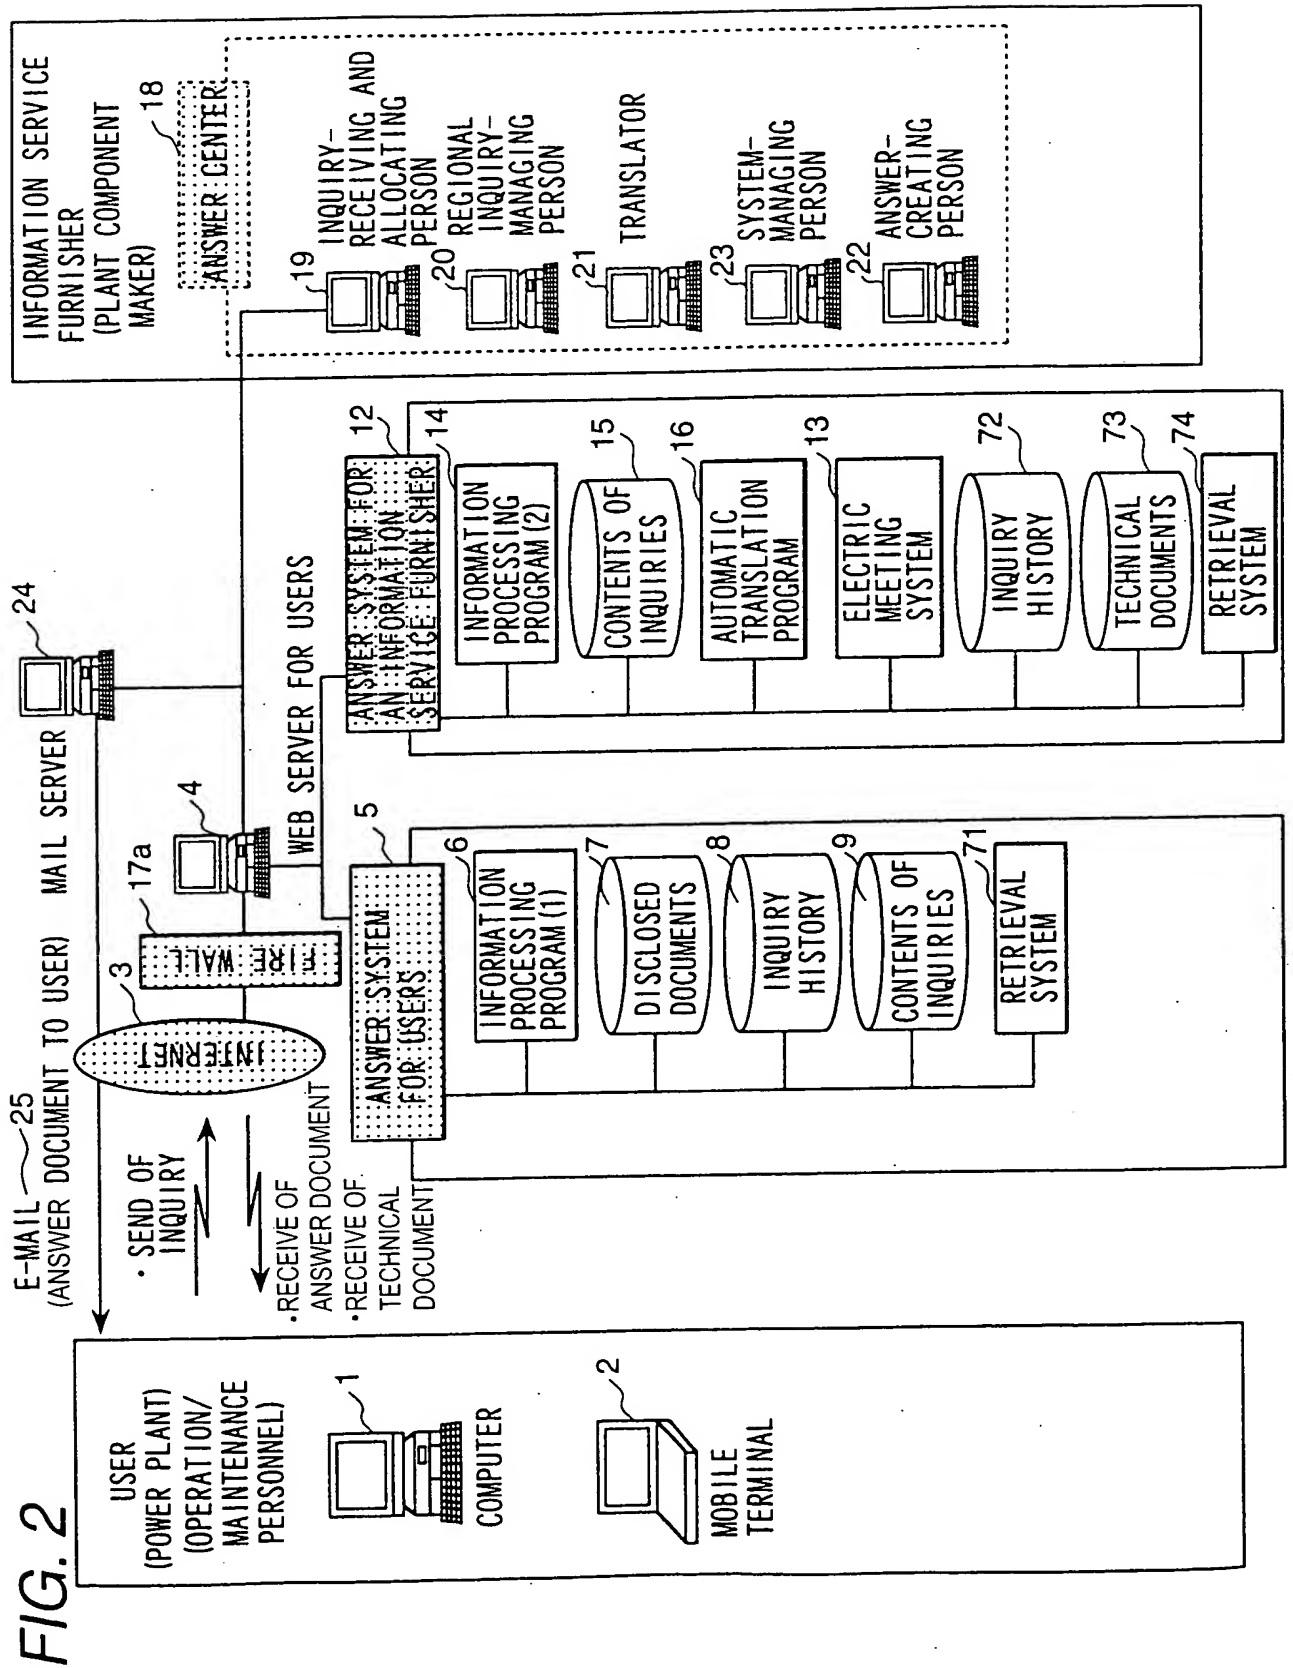 FIG. 2
USER
(POWER PLANT)
(OPERATION/
MAINTENANCE
PERSONNEL)
1
COMPUTER
2
MOBILE
TERMINAL
E-MAIL 25
(ANSWER DOCUMENT TO USER)
MAIL SERVER
24
· SEND OF
INQUIRY
·RECEIVE OF
ANSWER DOCUMENT
·RECEIVE OF
TECHNICAL
DOCUMENT
3
INTERNET
17a
FIRE WALL
4
WEB SERVER FOR USERS
5
ANSWER SYSTEM
FOR USERS
6
INFORMATION
PROCESSING
PROGRAM (1)
7
DISCLOSED
DOCUMENTS
8
INQUIRY
HISTORY
9
CONTENTS OF
INQUIRIES
71
RETRIEVAL
SYSTEM
12
ANSWER SYSTEM FOR
AN INFORMATION
SERVICE FURNISHER
14
INFORMATION
PROCESSING
PROGRAM (2)
15
CONTENTS OF
INQUIRIES
16
AUTOMATIC
TRANSLATION
PROGRAM
13
ELECTRIC
MEETING
SYSTEM
72
INQUIRY
HISTORY
73
TECHNICAL
DOCUMENTS
74
RETRIEVAL
SYSTEM
INFORMATION SERVICE
FURNISHER
(PLANT COMPONENT
MAKER)
18
ANSWER CENTER
19
INQUIRY-
RECEIVING AND
ALLOCATING
PERSON
20
REGIONAL
INQUIRY-
MANAGING
PERSON
21
TRANSLATOR
23
SYSTEM-
MANAGING
PERSON
22
ANSWER-
CREATING
PERSON